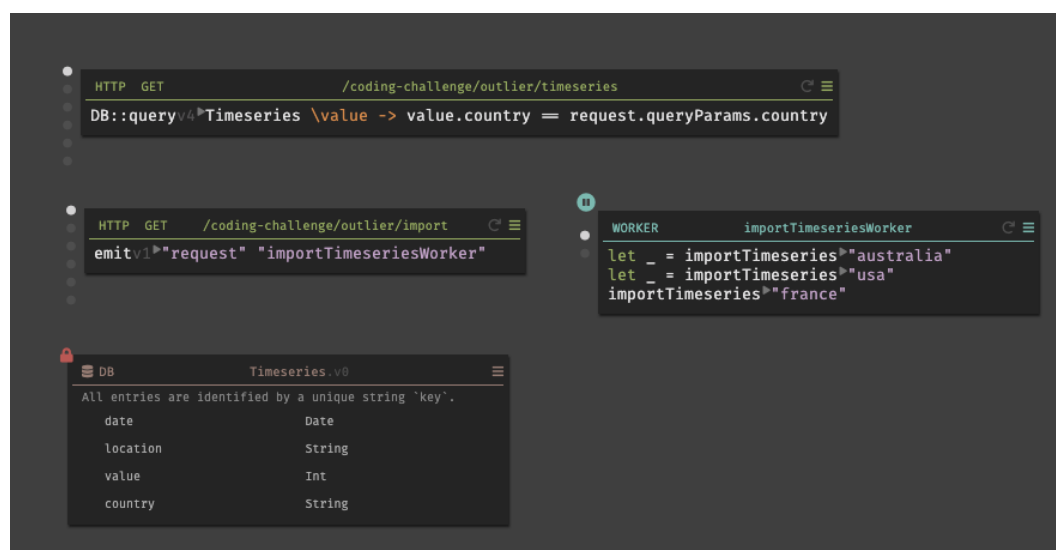 HTTP GET /coding-challenge/outlier/timeseries
DB::queryv4 Timeseries \value -> value.country == request.queryParams.country
HTTP GET /coding-challenge/outlier/import
emitv1 "request" "importTimeseriesWorker"
WORKER importTimeseriesWorker
let _ = importTimeseries "australia"
let _ = importTimeseries "usa"
importTimeseries "france"
DB Timeseries.v0
All entries are identified by a unique string `key`.
date Date
location String
value Int
country String